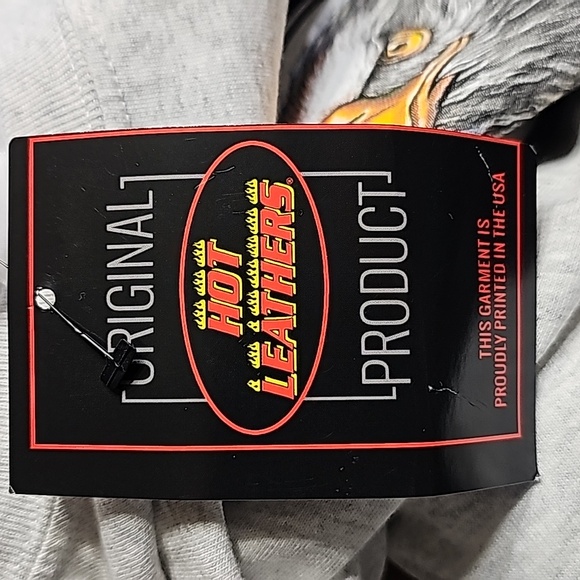 ORIGINAL
HOT
LEATHERS®
PRODUCT
THIS GARMENT IS
PROUDLY PRINTED IN THE USA